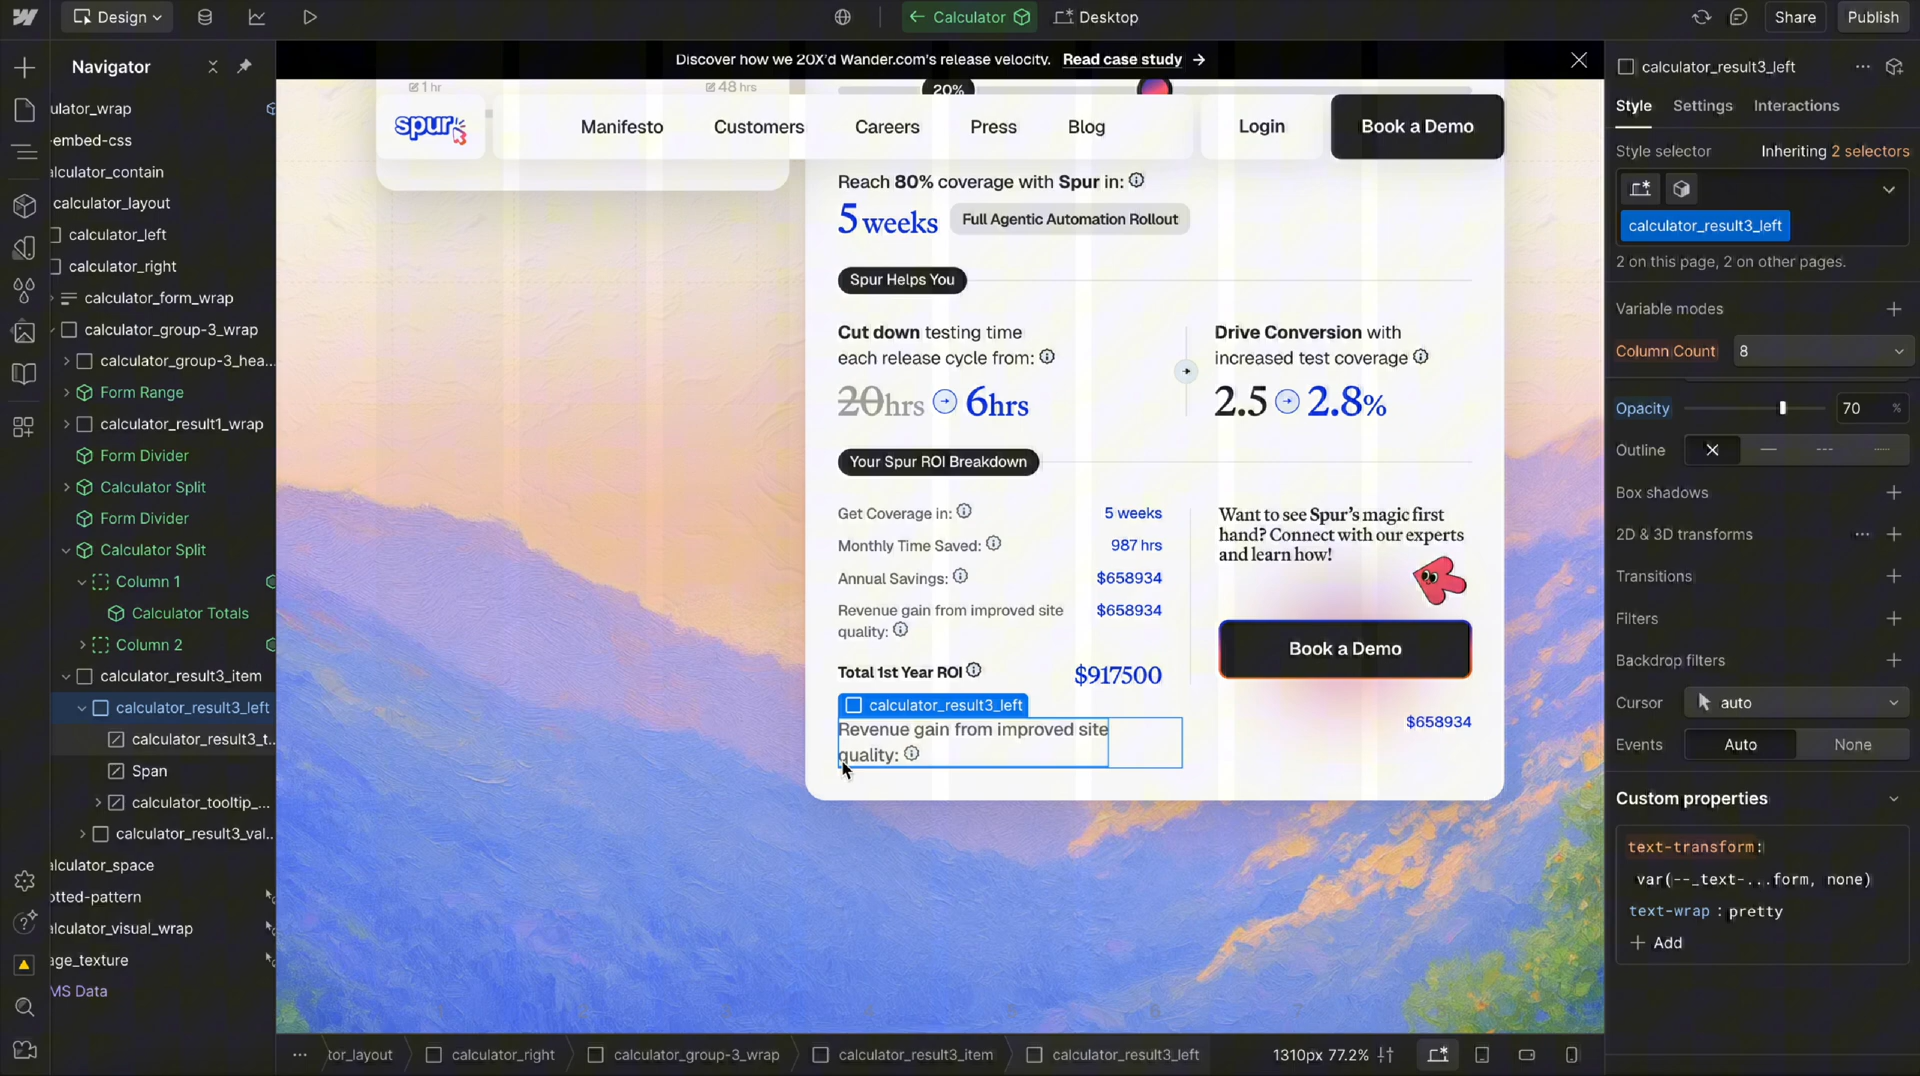 Design
Calculator
Desktop
Share
Publish
Navigator
Discover how we 20X'd Wander.com's release velocity. Read case study →
calculator_result3_left
ulator_wrap
-embed-css
alculator_contain
calculator_layout
calculator_left
calculator_right
calculator_form_wrap
calculator_group-3_wrap
calculator_group-3_hea...
Form Range
calculator_result1_wrap
Form Divider
Calculator Split
Form Divider
Calculator Split
Column 1
Calculator Totals
Column 2
calculator_result3_item
calculator_result3_left
calculator_result3_t...
Span
calculator_tooltip_...
calculator_result3_val...
alculator_space
otted-pattern
alculator_visual_wrap
age_texture
MS Data
1 hr
48 hrs
20%
spur
Manifesto
Customers
Careers
Press
Blog
Login
Book a Demo
Reach 80% coverage with Spur in:
5 weeks
Full Agentic Automation Rollout
Spur Helps You
Cut down testing time
each release cycle from:
20hrs → 6hrs
Drive Conversion with
increased test coverage
2.5 → 2.8%
Your Spur ROI Breakdown
Get Coverage in:
5 weeks
Monthly Time Saved:
987 hrs
Annual Savings:
$658934
Revenue gain from improved site
quality:
$658934
Total 1st Year ROI
$917500
Want to see Spur's magic first
hand? Connect with our experts
and learn how!
Book a Demo
calculator_result3_left
Revenue gain from improved site
quality:
$658934
Style
Settings
Interactions
Style selector
Inheriting 2 selectors
calculator_result3_left
2 on this page, 2 on other pages.
Variable modes
Column Count
8
Opacity
70
%
Outline
Box shadows
2D & 3D transforms
Transitions
Filters
Backdrop filters
Cursor
auto
Events
Auto
None
Custom properties
text-transform:
var(--_text-...form, none)
text-wrap : pretty
Add
... tor_layout
calculator_right
calculator_group-3_wrap
calculator_result3_item
calculator_result3_left
1310px 77.2%